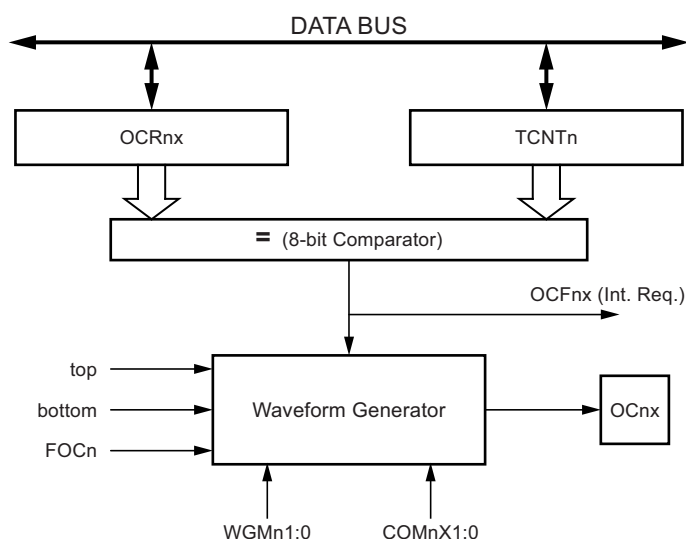 DATA BUS
OCRnx
TCNTn
= (8-bit Comparator)
OCFnx (Int. Req.)
top
bottom
FOCn
Waveform Generator
OCnx
WGMn1:0
COMnX1:0